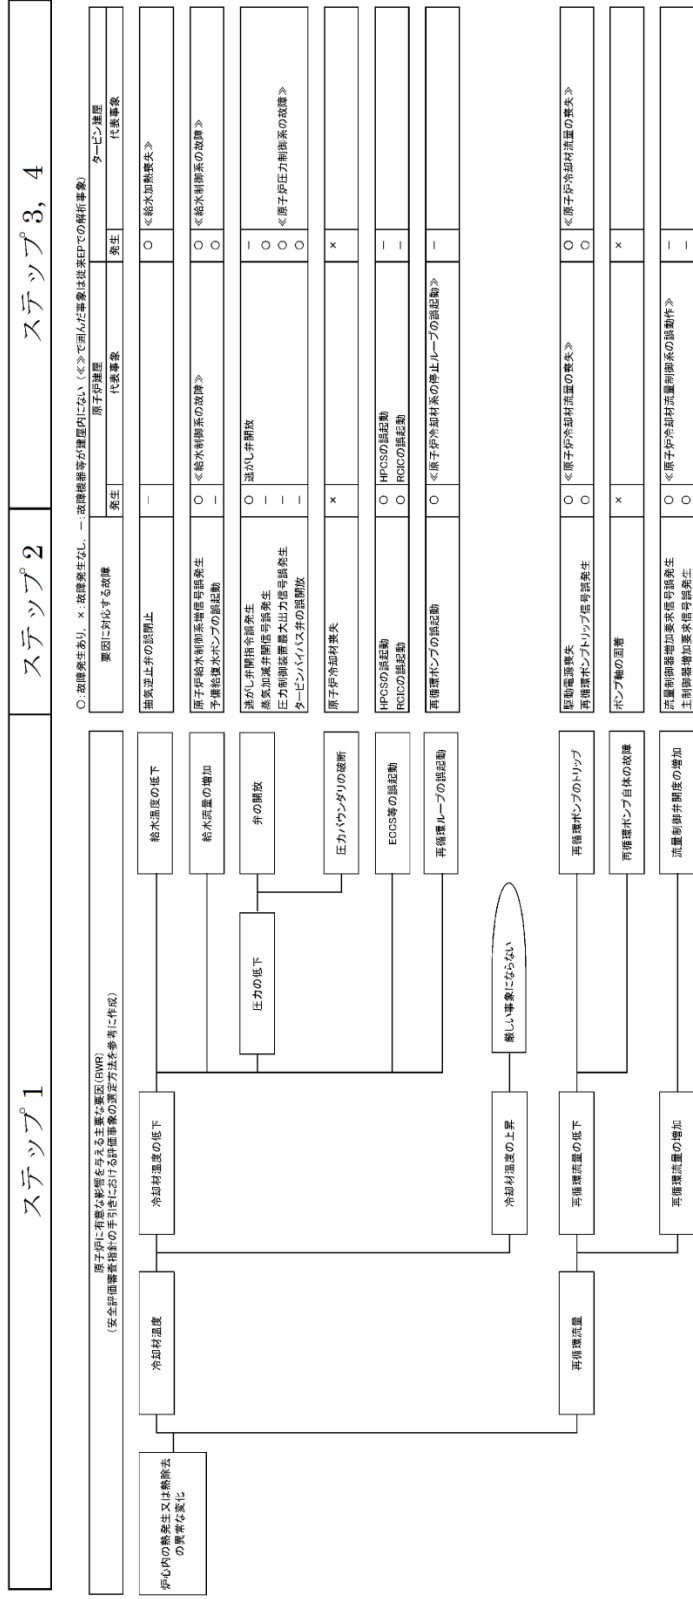 ステップ1
ステップ2
ステップ3，4
○：故障発生あり，×：故障発生なし，－：故障機器等が建屋内にない（≪≫で囲んだ事象は従来EPでの解析事象）
原子炉に有意な影響を与える主要な要因(BWR)
（安全評価審査指針の手引きにおける評価事象の選定方法を参考に作成）
要因に対応する故障
原子炉建屋
発生
代表事象
タービン建屋
発生
代表事象
炉心内の熱発生又は熱除去
の異常な変化
冷却材温度
冷却材温度の低下
給水温度の低下
抽気逆止弁の誤閉止
－
○ ≪給水加熱喪失≫
給水流量の増加
原子炉給水制御系増信号誤発生
○ ≪給水制御系の故障≫
○ ≪給水制御系の故障≫
予備給復水ポンプの誤起動
－
○
圧力の低下
弁の開放
逃がし弁開指令誤発生
○ 逃がし弁開放
－
蒸気加減弁開信号誤発生
－
○
圧力制御装置最大出力信号誤発生
－
○ ≪原子炉圧力制御系の故障≫
タービンバイパス弁の誤開放
－
○
圧力バウンダリの破断
原子炉冷却材喪失
×
×
ECCS等の誤起動
HPCSの誤起動
○ HPCSの誤起動
－
RCICの誤起動
○ RCICの誤起動
－
再循環ループの誤起動
再循環ポンプの誤起動
○ ≪原子炉冷却材系の停止ループの誤起動≫
－
冷却材温度の上昇
厳しい事象にならない
再循環流量
再循環流量の低下
再循環ポンプのトリップ
駆動電源喪失
○ ≪原子炉冷却材流量の喪失≫
○ ≪原子炉冷却材流量の喪失≫
再循環ポンプトリップ信号誤発生
○
○
再循環ポンプ自体の故障
ポンプ軸の固着
×
×
再循環流量の増加
流量制御弁開度の増加
流量制御器増加要求信号誤発生
○ ≪原子炉冷却材流量制御系の誤動作≫
－
主制御器増加要求信号誤発生
○
－